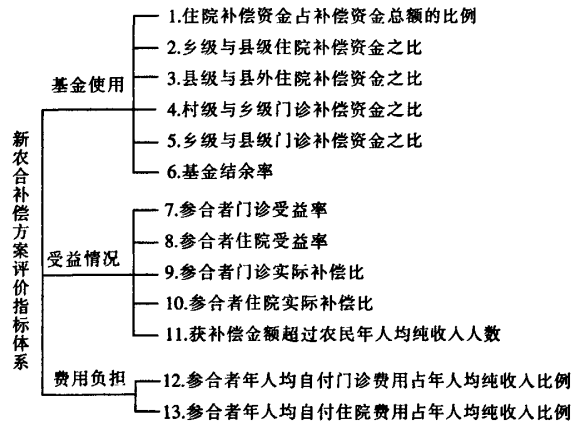 新农合补偿方案评价指标体系
基金使用
1.住院补偿资金占补偿资金总额的比例
2.乡级与县级住院补偿资金之比
3.县级与县外住院补偿资金之比
4.村级与乡级门诊补偿资金之比
5.乡级与县级门诊补偿资金之比
6.基金结余率
受益情况
7.参合者门诊受益率
8.参合者住院受益率
9.参合者门诊实际补偿比
10.参合者住院实际补偿比
11.获补偿金额超过农民年人均纯收入人数
费用负担
12.参合者年人均自付门诊费用占年人均纯收入比例
13.参合者年人均自付住院费用占年人均纯收入比例